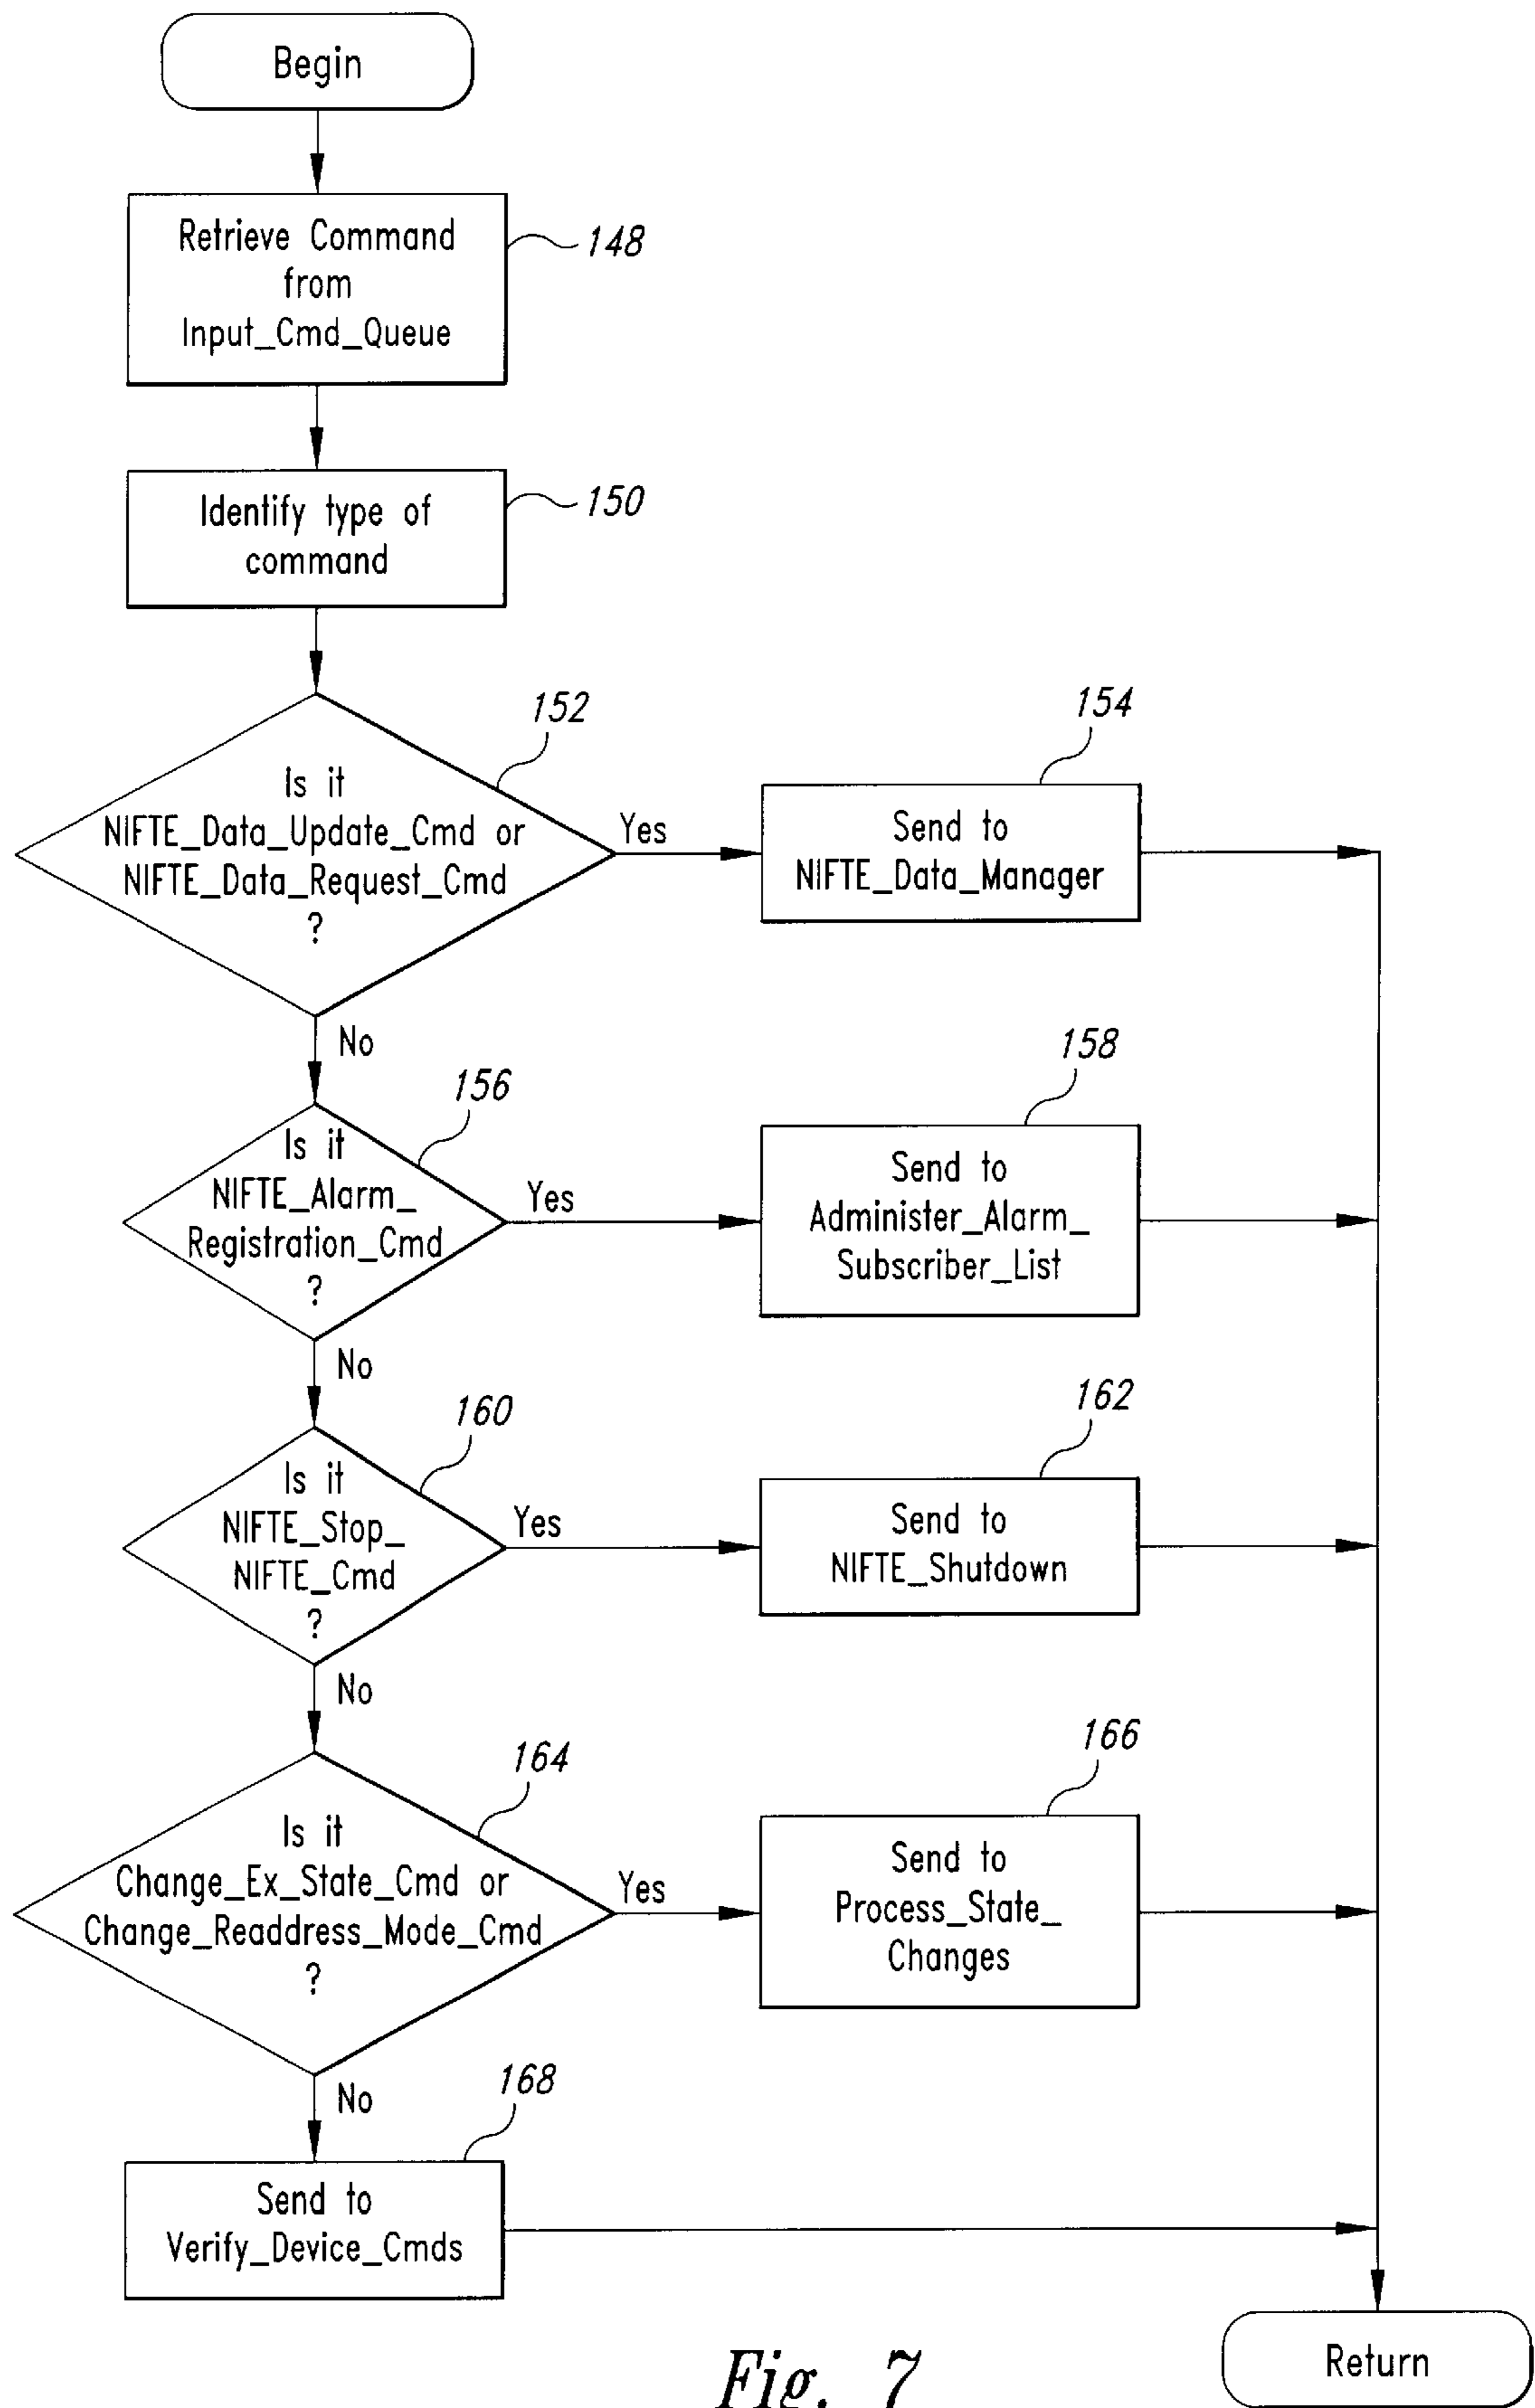 Begin
Retrieve Command
from
Input_Cmd_Queue
148
Identify type of
command
150
152
Is it
NIFTE_Data_Update_Cmd or
NIFTE_Data_Request_Cmd
?
Yes
154
Send to
NIFTE_Data_Manager
No
156
Is it
NIFTE_Alarm_
Registration_Cmd
?
Yes
158
Send to
Administer_Alarm_
Subscriber_List
No
160
Is it
NIFTE_Stop_
NIFTE_Cmd
?
Yes
162
Send to
NIFTE_Shutdown
No
164
Is it
Change_Ex_State_Cmd or
Change_Readdress_Mode_Cmd
?
Yes
166
Send to
Process_State_
Changes
No
168
Send to
Verify_Device_Cmds
Return
Fig. 7